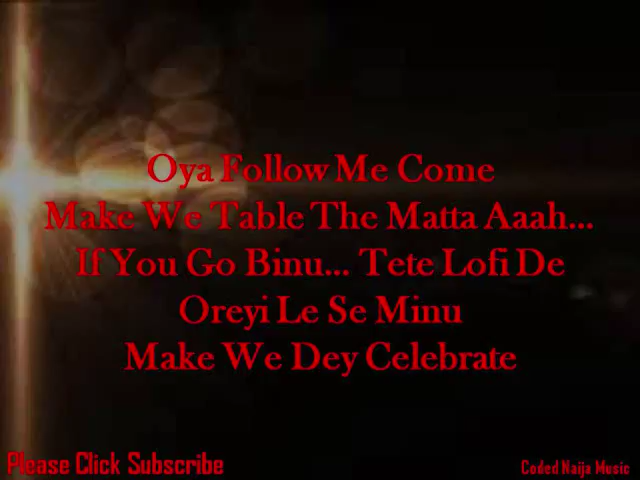 Oya Follow Me Come
Make We Table The Matta Aaah...
If You Go Binu... Tete Lofi De
Oreyi Le Se Minu
Make We Dey Celebrate
Please Click Subscribe
Coded Naija Music